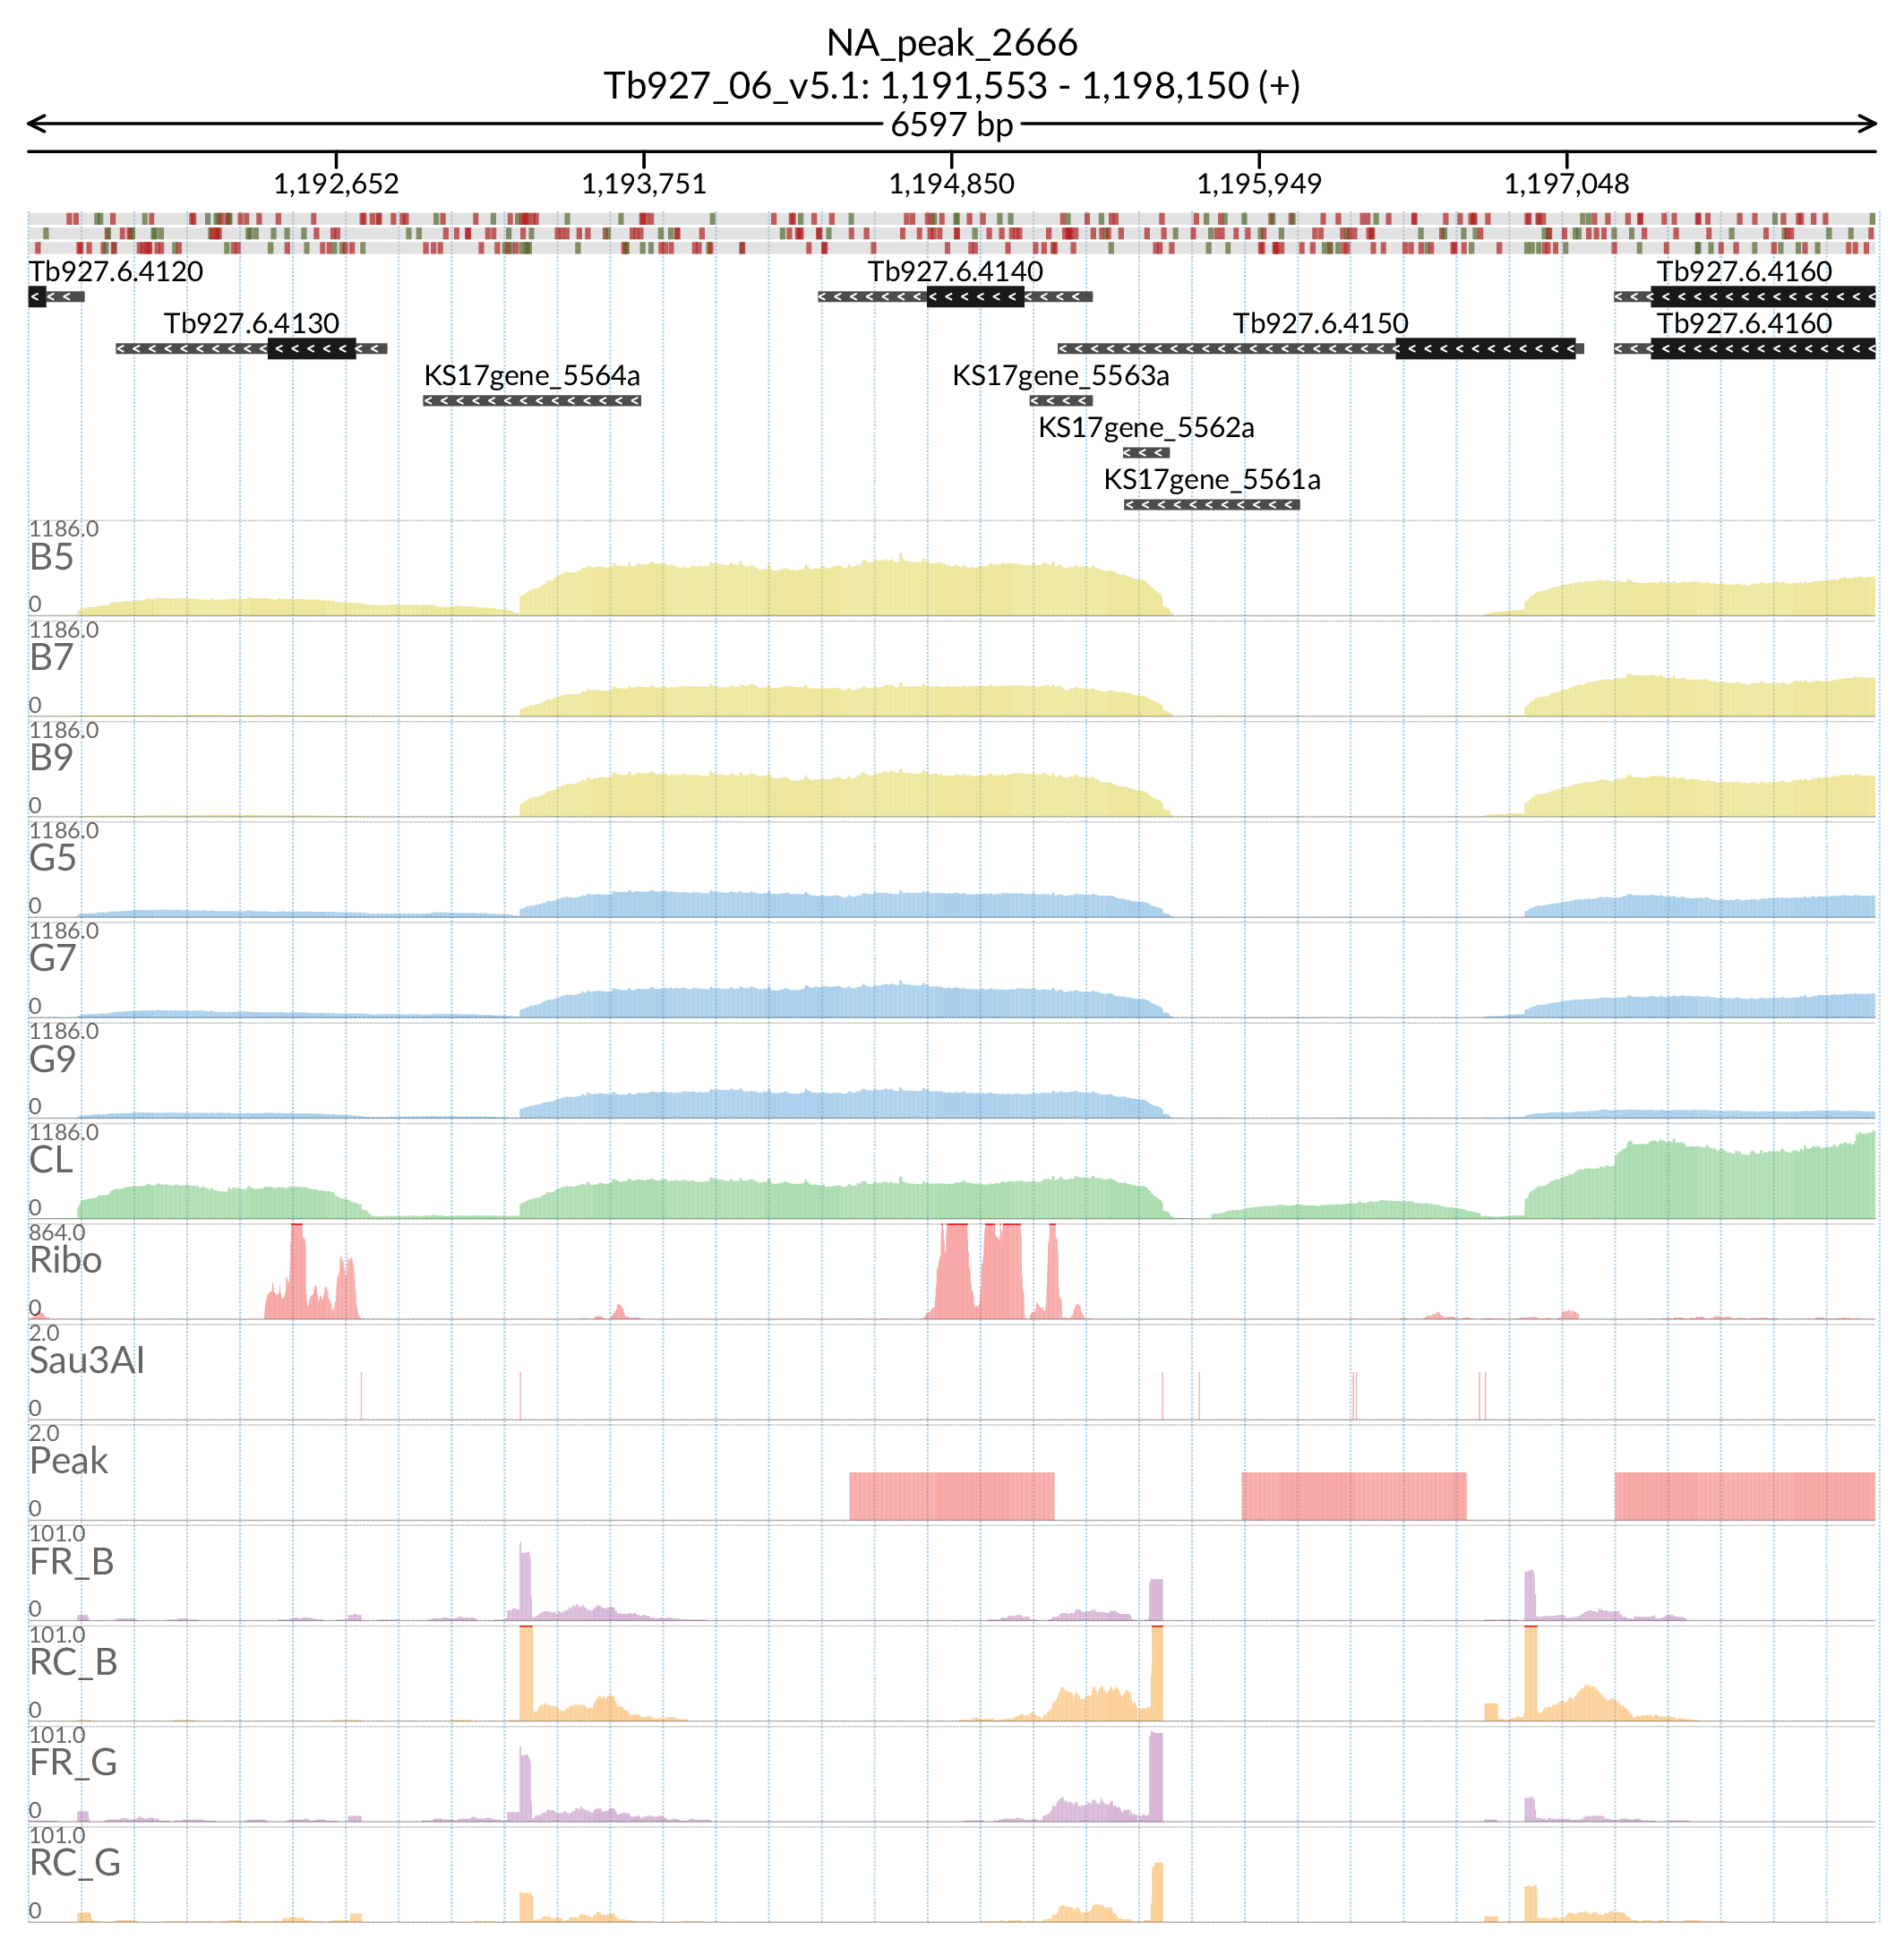 NA_peak_2666
Tb927_06_v5.1: 1,191,553 - 1,198,150 (+)
6597 bp
1,192,652 1,193,751 1,194,850 1,195,949 1,197,048
Tb927.6.4120 Tb927.6.4140 Tb927.6.4160
Tb927.6.4130 Tb927.6.4150 Tb927.6.4160
KS17gene_5564a KS17gene_5563a
KS17gene_5562a
KS17gene_5561a
1186.0
B5
0
1186.0
B7
0
1186.0
B9
0
1186.0
G5
0
1186.0
G7
0
1186.0
G9
0
1186.0
CL
0
864.0
Ribo
0
2.0
Sau3AI
0
2.0
Peak
0
101.0
FR_B
0
101.0
RC_B
0
101.0
FR_G
0
101.0
RC_G
0